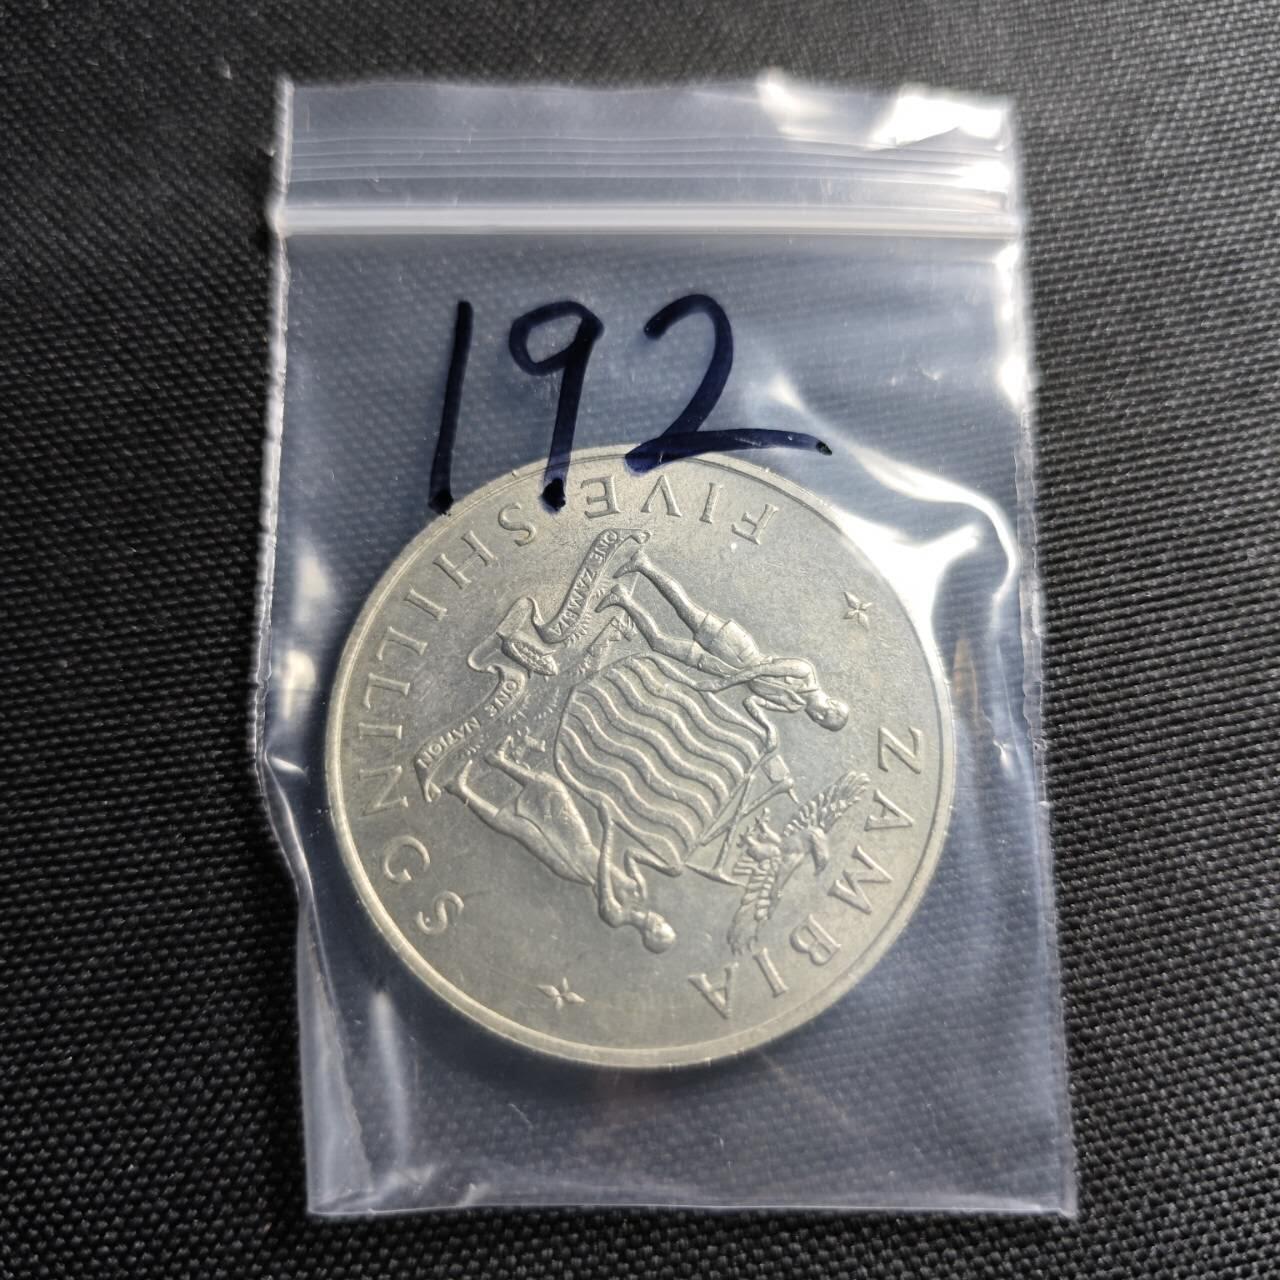 192
ZAMBIA
ONE ZAMBIA ONE NATION
FIVE SHILLINGS